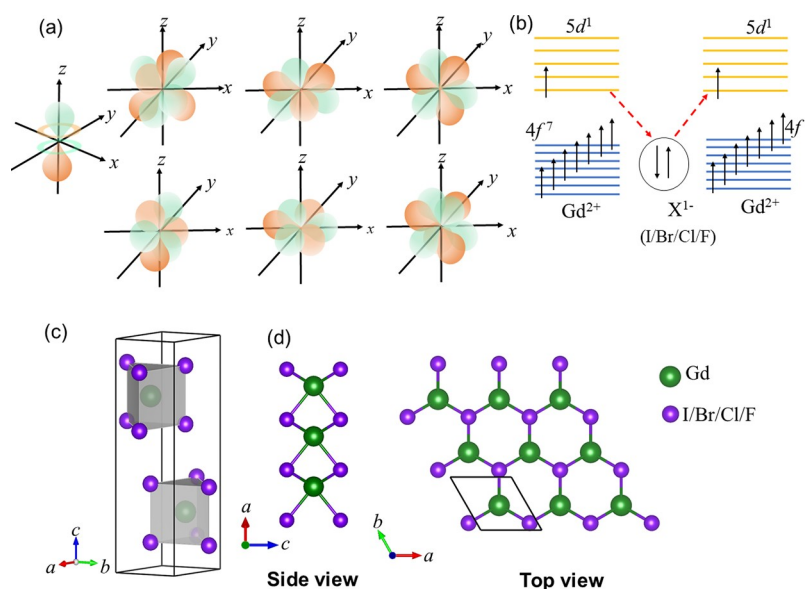 (a)
z
y
x
z
y
x
z
y
x
z
y
x
z
y
x
z
y
x
z
y
x
(b)
5d¹
5d¹
4f⁷
4f
Gd²⁺
X¹⁻
Gd²⁺
(I/Br/Cl/F)
(c)
c
a
b
(d)
a
c
Side view
b
a
Top view
Gd
I/Br/Cl/F